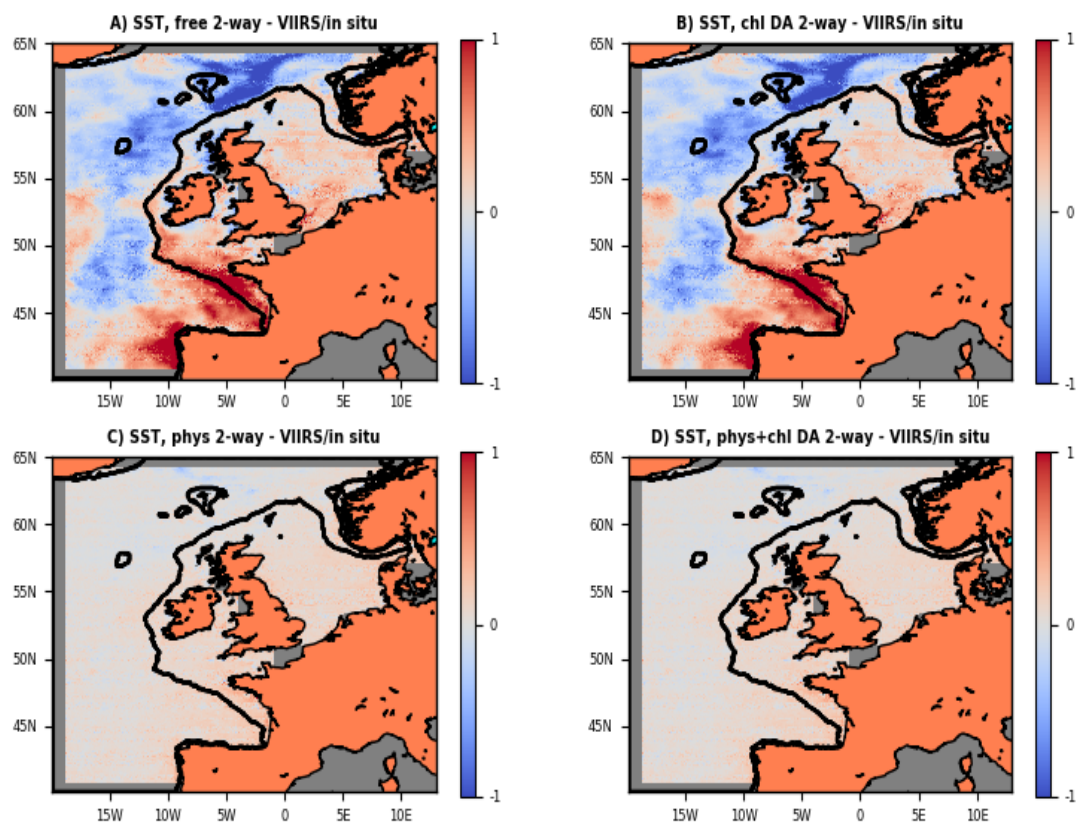 A) SST, free 2-way - VIIRS/in situ
65N
60N
55N
50N
45N
15W 10W 5W 0 5E 10E
1
0
-1
B) SST, chl DA 2-way - VIIRS/in situ
65N
60N
55N
50N
45N
15W 10W 5W 0 5E 10E
1
0
-1
C) SST, phys 2-way - VIIRS/in situ
65N
60N
55N
50N
45N
15W 10W 5W 0 5E 10E
1
0
-1
D) SST, phys+chl DA 2-way - VIIRS/in situ
65N
60N
55N
50N
45N
15W 10W 5W 0 5E 10E
1
0
-1